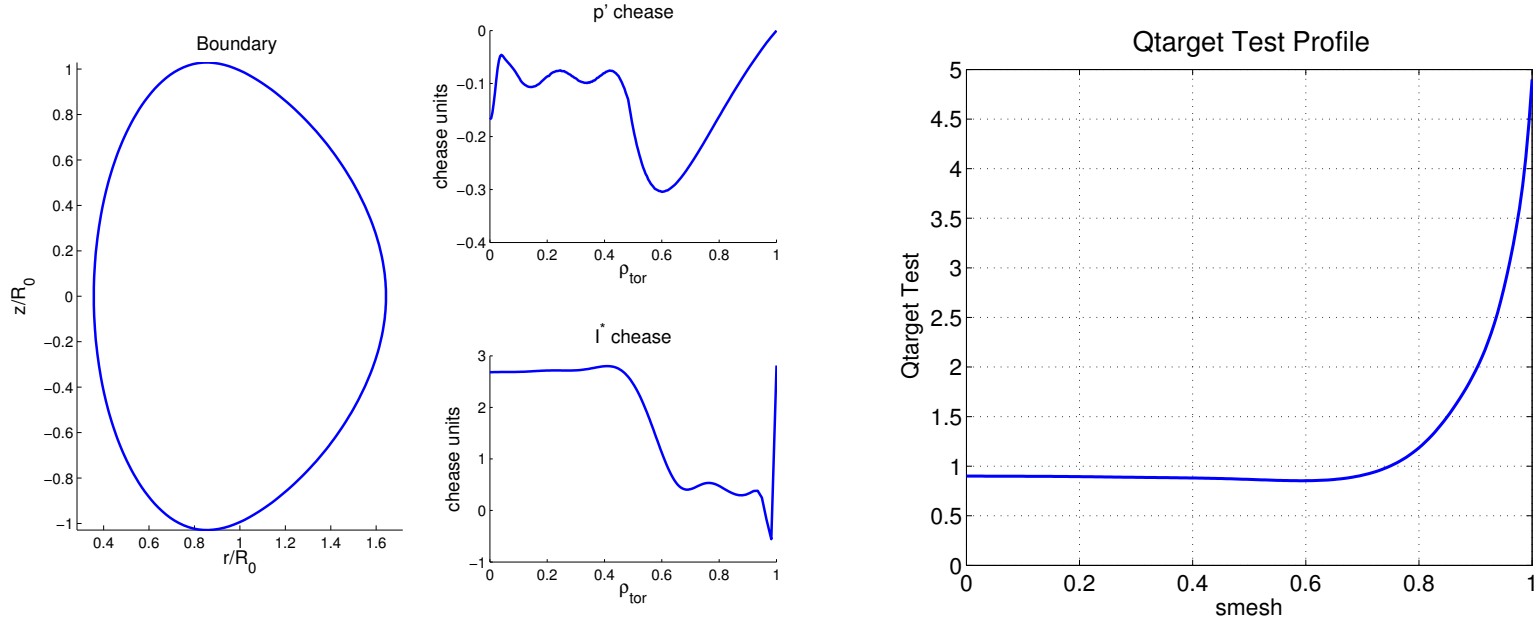 Boundary
z/R0
1
0.8
0.6
0.4
0.2
0
−0.2
−0.4
−0.6
−0.8
−1
0.4 0.6 0.8 1 1.2 1.4 1.6
r/R0
p' chease
chease units
0
−0.1
−0.2
−0.3
−0.4
0 0.2 0.4 0.6 0.8 1
ρtor
I* chease
chease units
3
2
1
0
−1
0 0.2 0.4 0.6 0.8 1
ρtor
Qtarget Test Profile
Qtarget Test
5
4.5
4
3.5
3
2.5
2
1.5
1
0.5
0
0 0.2 0.4 0.6 0.8 1
smesh